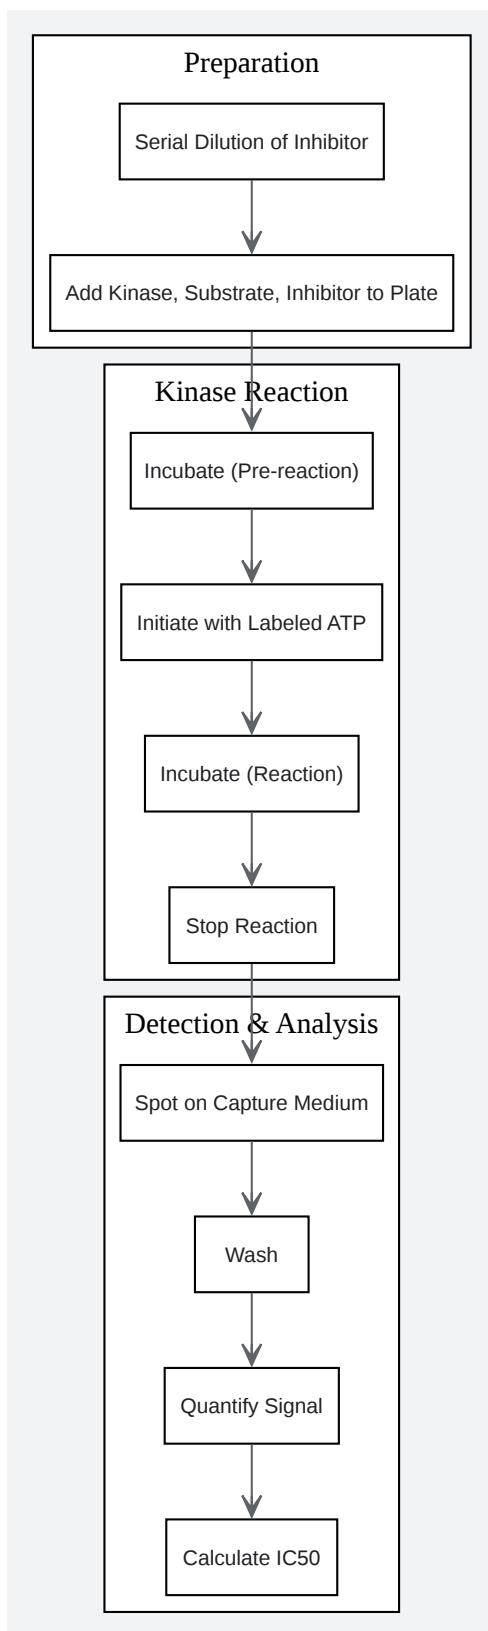 Preparation
Serial Dilution of Inhibitor
Add Kinase, Substrate, Inhibitor to Plate
Kinase Reaction
Incubate (Pre-reaction)
Initiate with Labeled ATP
Incubate (Reaction)
Stop Reaction
Detection & Analysis
Spot on Capture Medium
Wash
Quantify Signal
Calculate IC50